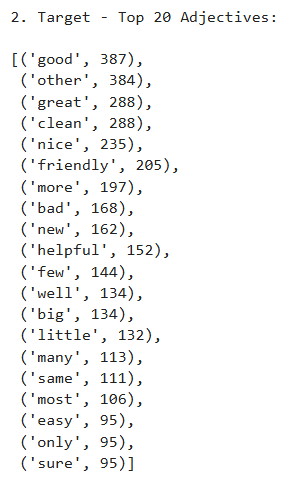 2. Target - Top 20 Adjectives:
[('good', 387),
('other', 384),
('great', 288),
('clean', 288),
('nice', 235),
('friendly', 205),
('more', 197),
('bad', 168),
('new', 162),
('helpful', 152),
('few', 144),
('well', 134),
('big', 134),
('little', 132),
('many', 113),
('same', 111),
('most', 106),
('easy', 95),
('only', 95),
('sure', 95)]